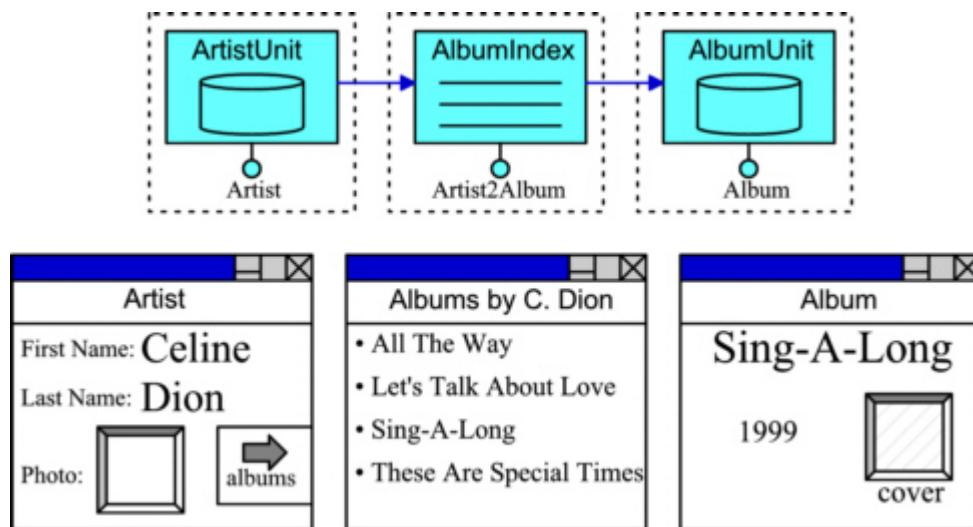 ArtistUnit
AlbumIndex
AlbumUnit
Artist
Artist2Album
Album
Artist
First Name: Celine
Last Name: Dion
Photo:
albums
Albums by C. Dion
• All The Way
• Let's Talk About Love
• Sing-A-Long
• These Are Special Times
Album
Sing-A-Long
1999
cover